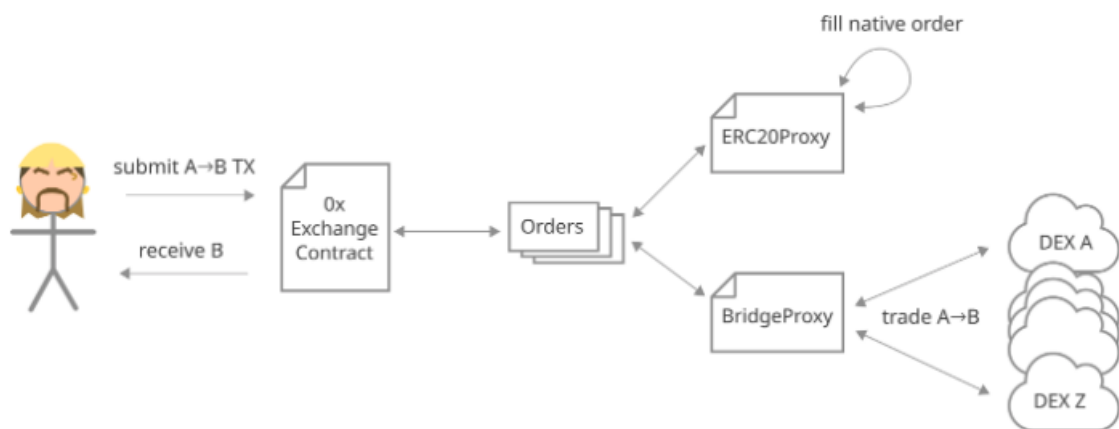 fill native order
ERC20Proxy
submit A→B TX
0x
Exchange
Contract
Orders
receive B
DEX A
BridgeProxy
trade A→B
DEX Z